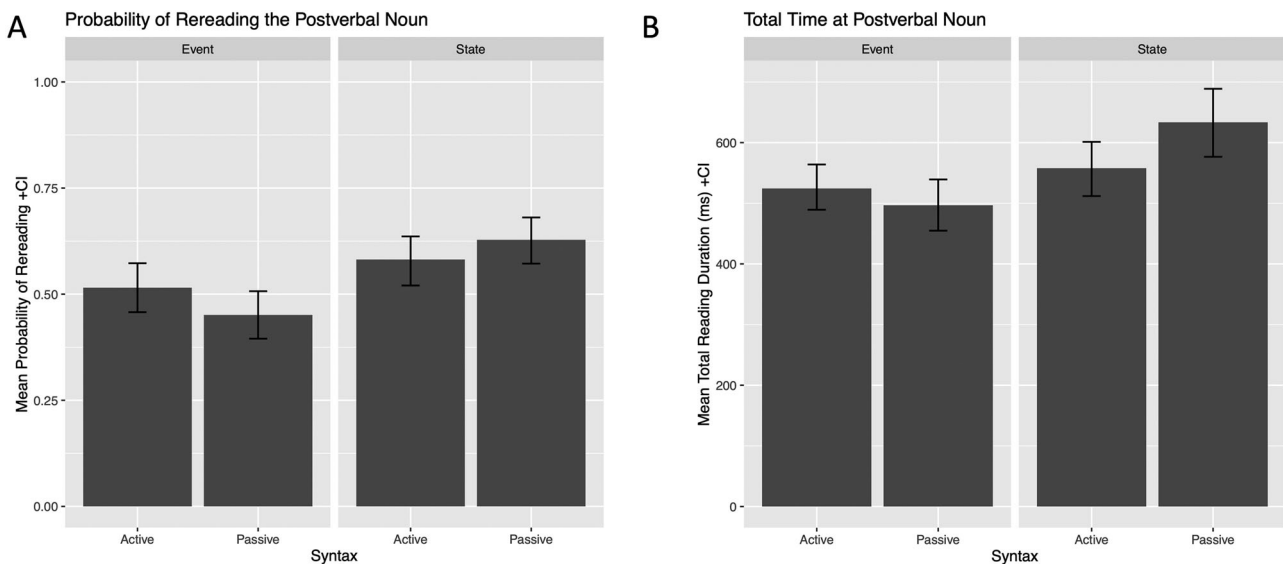 A
Probability of Rereading the Postverbal Noun
Event
State
Mean Probability of Rereading +CI
1.00
0.75
0.50
0.25
0.00
Active
Passive
Active
Passive
Syntax
B
Total Time at Postverbal Noun
Event
State
Mean Total Reading Duration (ms) +CI
600
400
200
0
Active
Passive
Active
Passive
Syntax